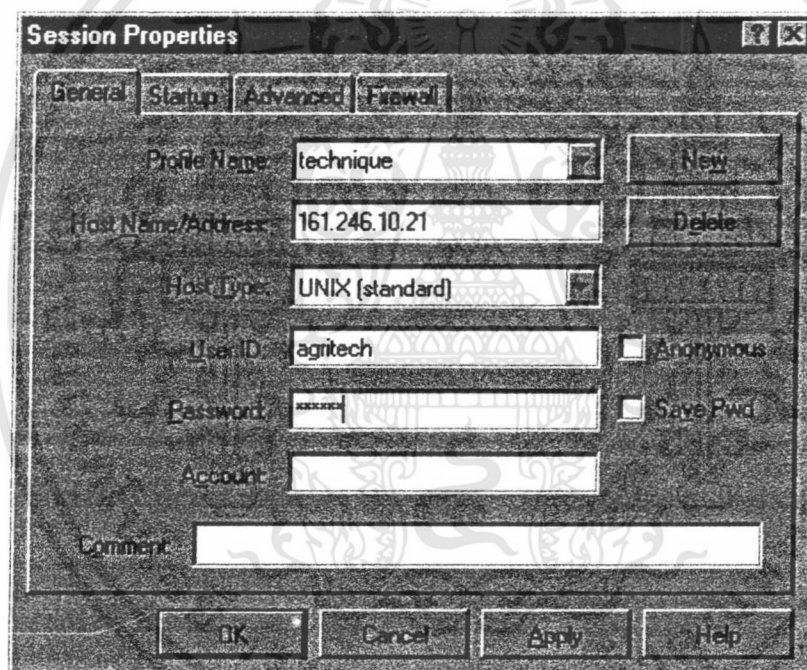 Session Properties
General Startup Advanced Firewall
Profile Name: technique New
Host Name/Address: 161.246.10.21 Delete
Host Type: UNIX (standard)
User ID: agritech Anonymous
Password: ****** Save Pwd
Account:
Comment:
OK Cancel Apply Help